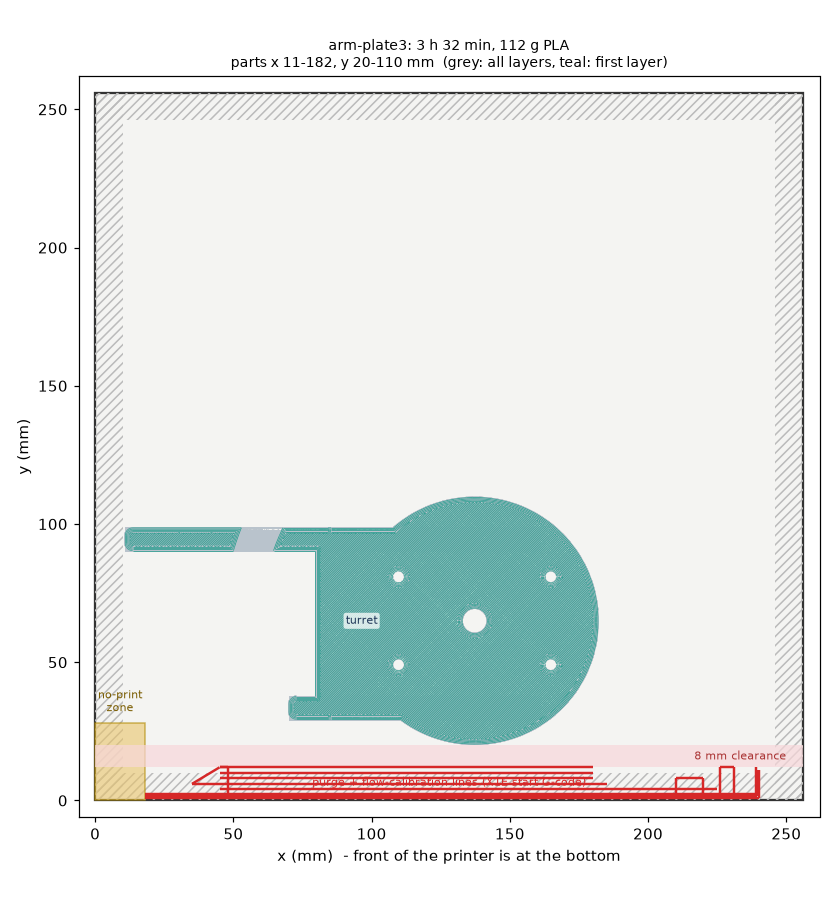 arm-plate3: 3 h 32 min, 112 g PLA
parts x 11-182, y 20-110 mm  (grey: all layers, teal: first layer)
250
200
150
100
50
0
y (mm)
turret
no-print
zone
8 mm clearance
purge + flow-calibration lines (X1E start G-code)
0
50
100
150
200
250
x (mm)  - front of the printer is at the bottom